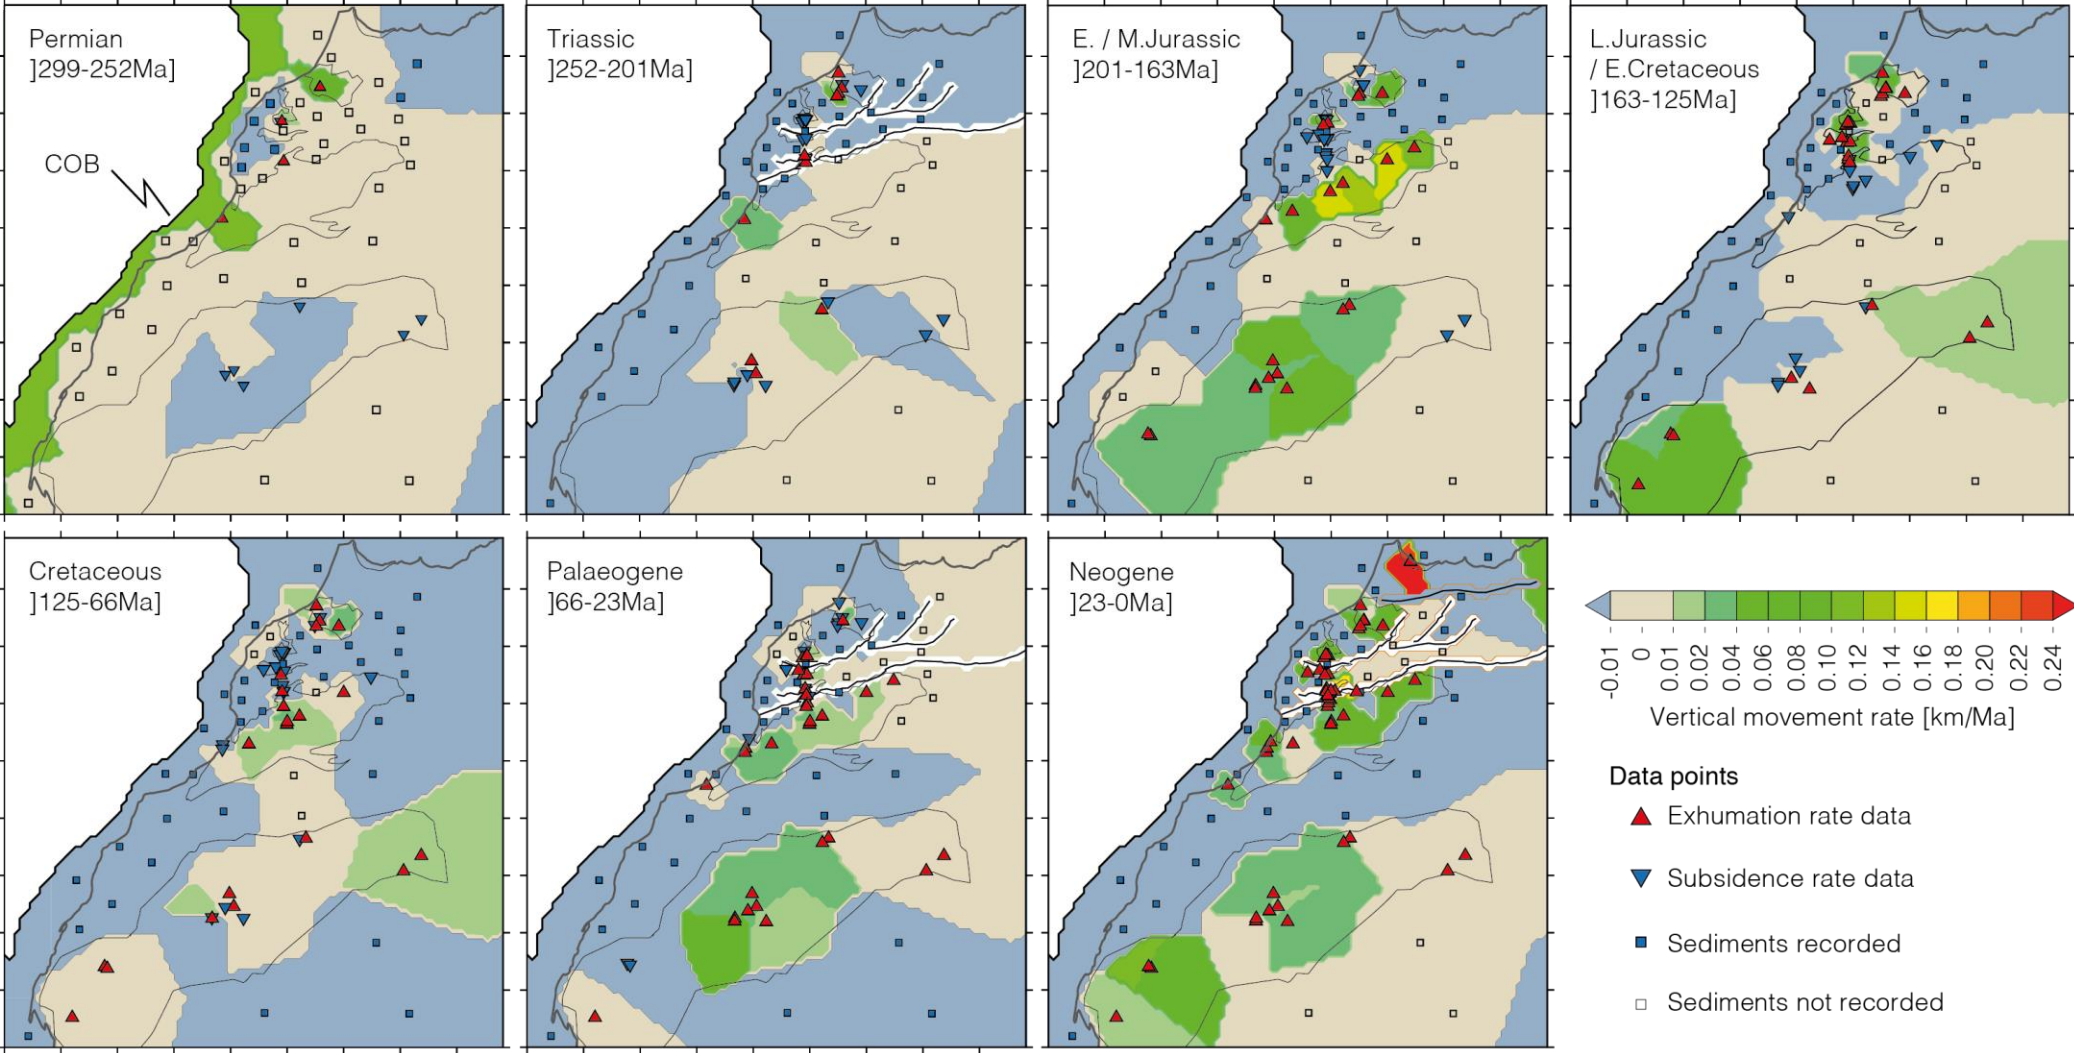 Permian
]299-252Ma]
COB
Triassic
]252-201Ma]
E. / M.Jurassic
]201-163Ma]
L.Jurassic
/ E.Cretaceous
]163-125Ma]
Cretaceous
]125-66Ma]
Palaeogene
]66-23Ma]
Neogene
]23-0Ma]
-0.01
0
0.01
0.02
0.04
0.06
0.08
0.10
0.12
0.14
0.16
0.18
0.20
0.22
0.24
Vertical movement rate [km/Ma]
Data points
Exhumation rate data
Subsidence rate data
Sediments recorded
Sediments not recorded